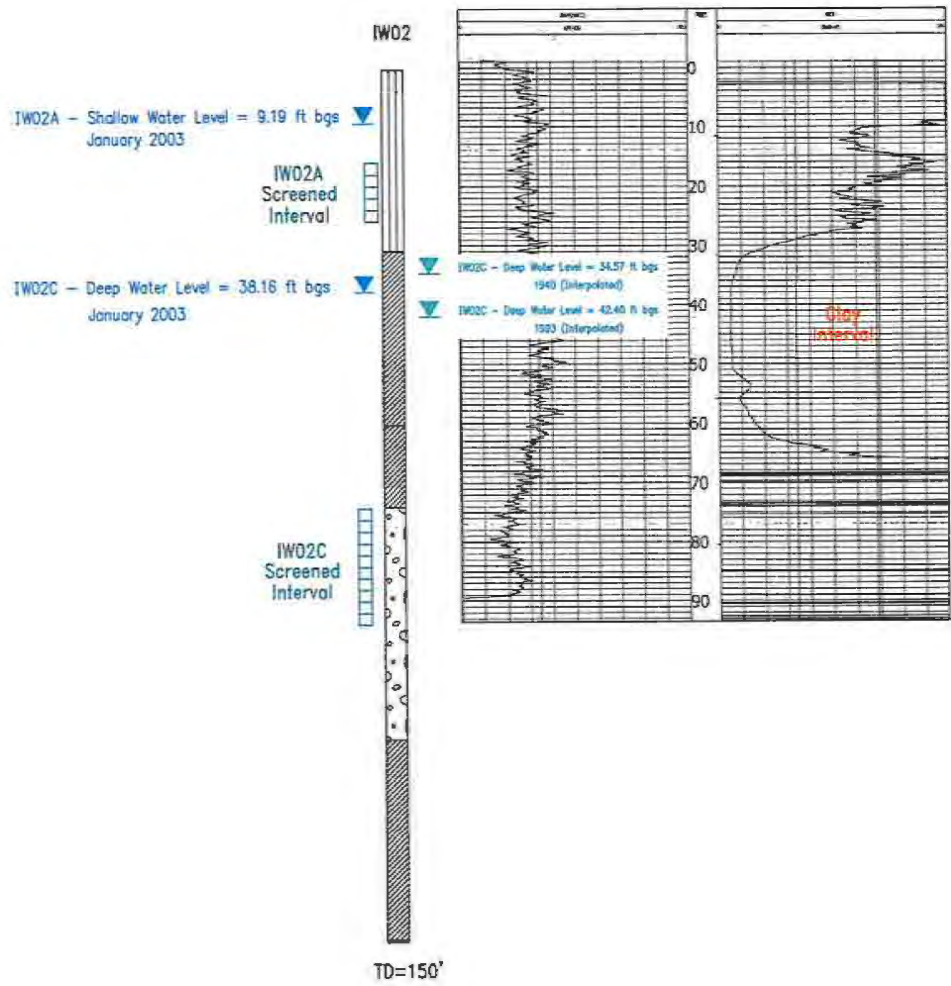 IW02
IW02A – Shallow Water Level = 9.19 ft bgs
January 2003
IW02A
Screened
Interval
IW02C – Deep Water Level = 38.16 ft bgs
January 2003
IW02C – Deep Water Level = 34.57 ft bgs
1940 (Interpolated)
IW02C – Deep Water Level = 42.40 ft bgs
(Interpolated)
Clay
Interval
IW02C
Screened
Interval
0
10
20
30
40
50
60
70
80
90
TD=150'